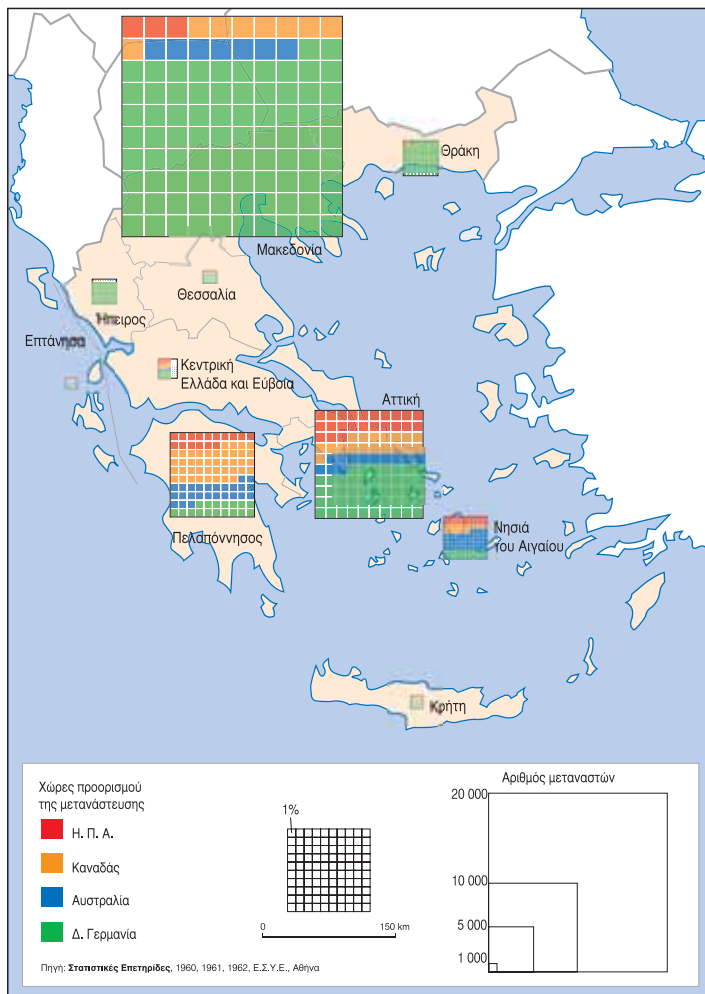 Θράκη
Μακεδονία
Θεσσαλία
Ήπειρος
Επτάνησα
Κεντρική
Ελλάδα και Εύβοια
Αττική
Πελοπόννησος
Νησιά
του Αιγαίου
Κρήτη
Χώρες προορισμού
της μετανάστευσης
Η. Π. Α.
Καναδάς
Αυστραλία
Δ. Γερμανία
1%
0 150 km
Αριθμός μεταναστών
20 000
10 000
5 000
1 000
Πηγή: Στατιστικές Επετηρίδες, 1960, 1961, 1962, Ε.Σ.Υ.Ε., Αθήνα